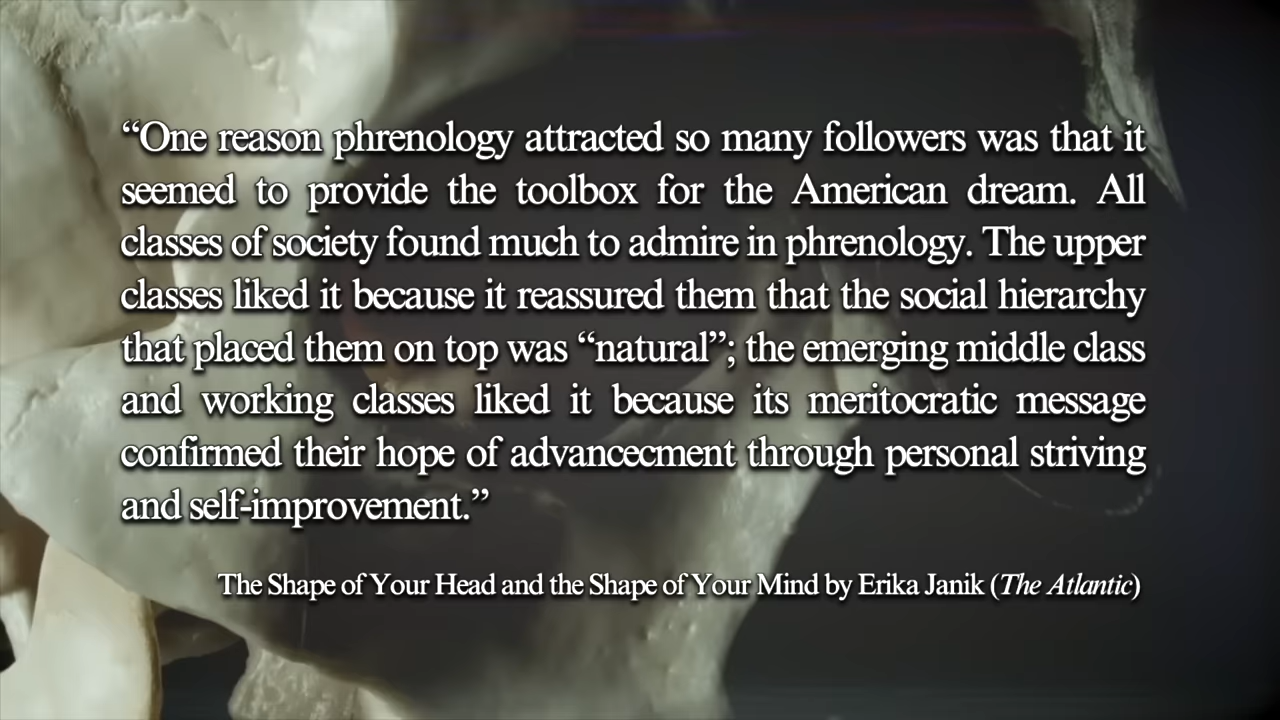 “One reason phrenology attracted so many followers was that it
seemed to provide the toolbox for the American dream. All
classes of society found much to admire in phrenology. The upper
classes liked it because it reassured them that the social hierarchy
that placed them on top was “natural”; the emerging middle class
and working classes liked it because its meritocratic message
confirmed their hope of advancecment through personal striving
and self-improvement.”
The Shape of Your Head and the Shape of Your Mind by Erika Janik (The Atlantic)